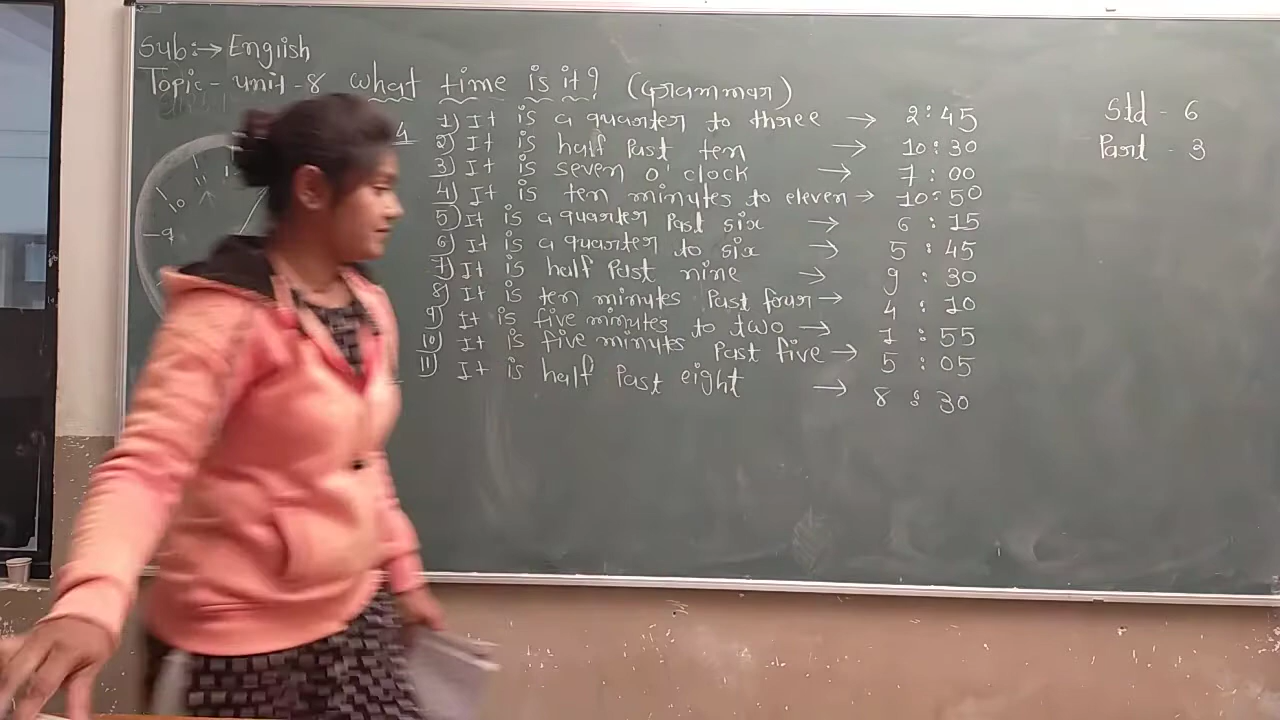 Sub:→ English
Topic - unit - 8 what time is it? (Grammar)
Std - 6
Part - 3
4
1) It is a quarter to three → 2:45
2) It is half Past ten → 10:30
3) It is seven o'clock → 7:00
4) It is ten minutes to eleven → 10:50
5) It is a quarter Past six → 6:15
6) It is a quarter to six → 5:45
7) It is half Past nine → 9:30
8) It is ten minutes Past four → 4:10
9) It is five minutes to two → 1:55
10) It is five minutes Past five → 5:05
11) It is half Past eight → 8:30
11
10
9